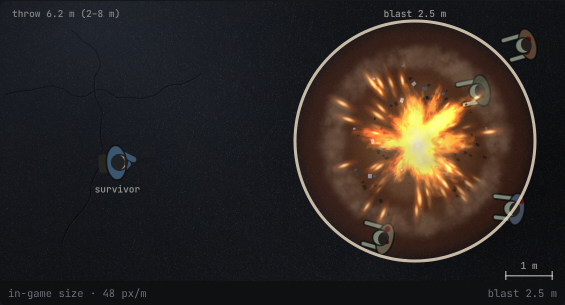 throw 6.2 m (2–8 m)
blast 2.5 m
survivor
1 m
in-game size · 48 px/m
blast 2.5 m